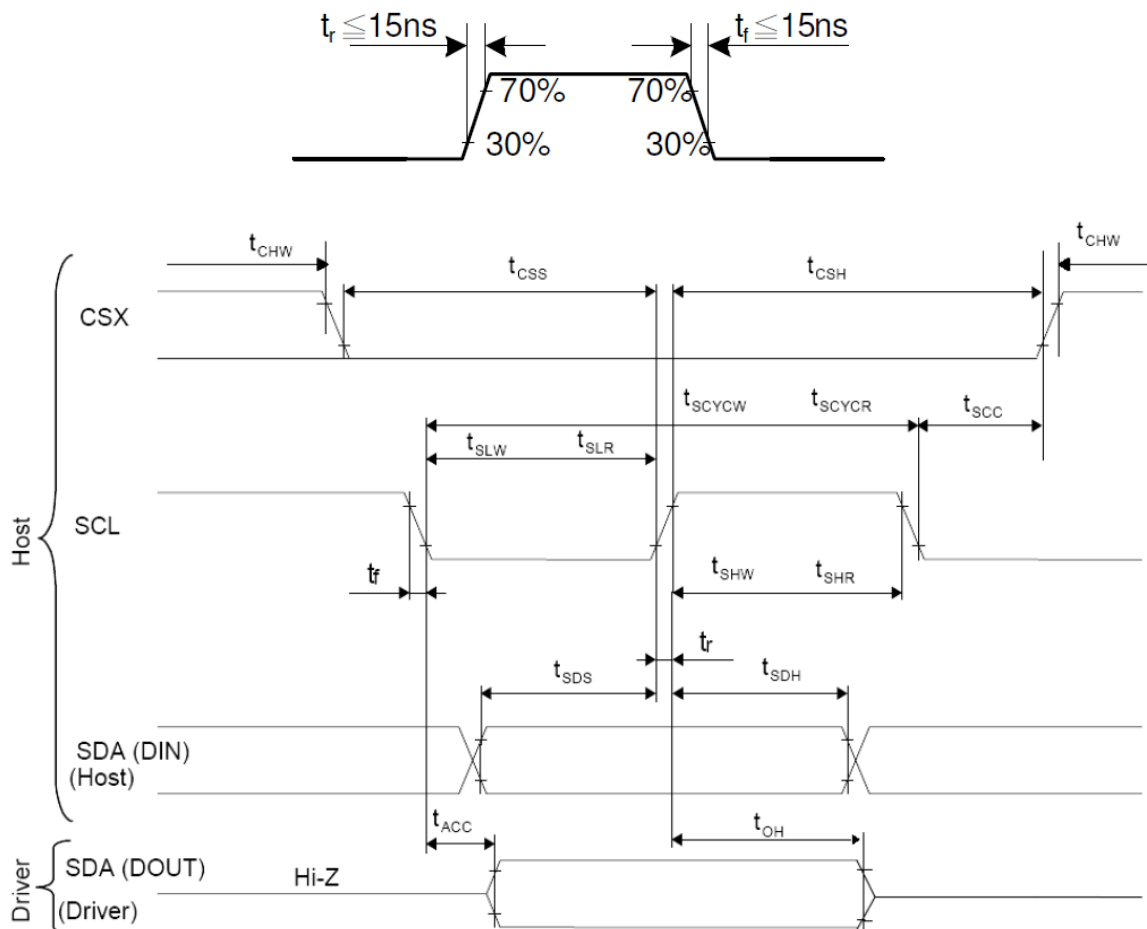 tr ≦15ns tf ≦15ns
70% 70%
30% 30%
tCHW tCSS tCSH tCHW
CSX
tSCYCW tSCYCR tSCC
tSLW tSLR
SCL
tf tSHW tSHR
tr
tSDS tSDH
SDA (DIN)
(Host)
Host
tACC tOH
SDA (DOUT) Hi-Z
(Driver)
Driver